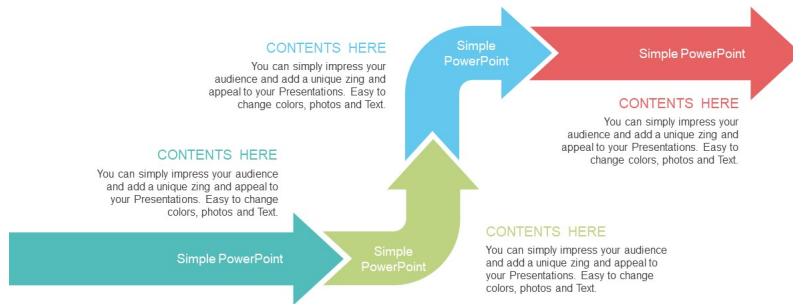 CONTENTS HERE
You can simply impress your
audience and add a unique zing and
appeal to your Presentations. Easy to
change colors, photos and Text.
Simple
PowerPoint
Simple PowerPoint
CONTENTS HERE
You can simply impress your
audience and add a unique zing and
appeal to your Presentations. Easy to
change colors, photos and Text.
CONTENTS HERE
You can simply impress your audience
and add a unique zing and appeal to
your Presentations. Easy to change
colors, photos and Text.
Simple PowerPoint
Simple
PowerPoint
CONTENTS HERE
You can simply impress your audience
and add a unique zing and appeal to
your Presentations. Easy to change
colors, photos and Text.